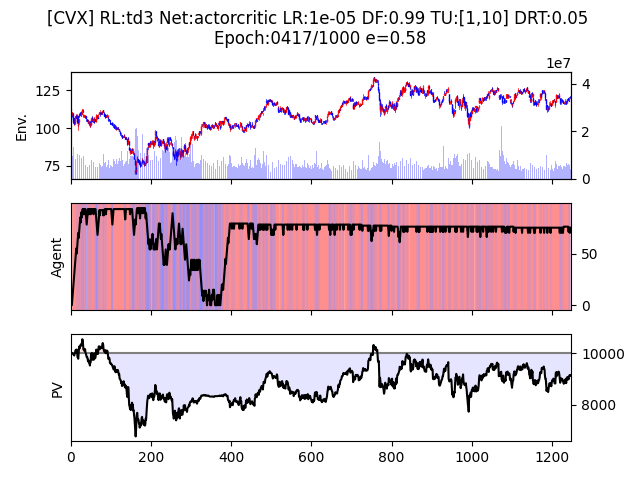 [CVX] RL:td3 Net:actorcritic LR:1e-05 DF:0.99 TU:[1,10] DRT:0.05
Epoch:0417/1000 e=0.58
1e7
Env.
125
100
75
4
2
0
Agent
50
0
PV
10000
8000
0
200
400
600
800
1000
1200